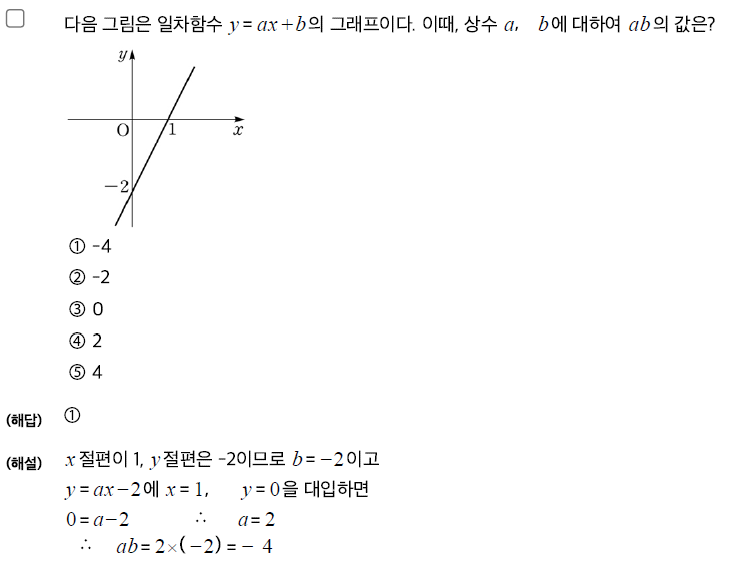 다음 그림은 일차함수 y=ax+b의 그래프이다. 이때, 상수 a, b에 대하여 ab의 값은?
y
O 1 x
-2
① -4
② -2
③ 0
④ 2
⑤ 4
(해답) ①
(해설) x절편이 1, y절편은 -2이므로 b=-2이고
y=ax-2에 x=1, y=0을 대입하면
0=a-2 ∴ a=2
∴ ab=2×(-2)=- 4